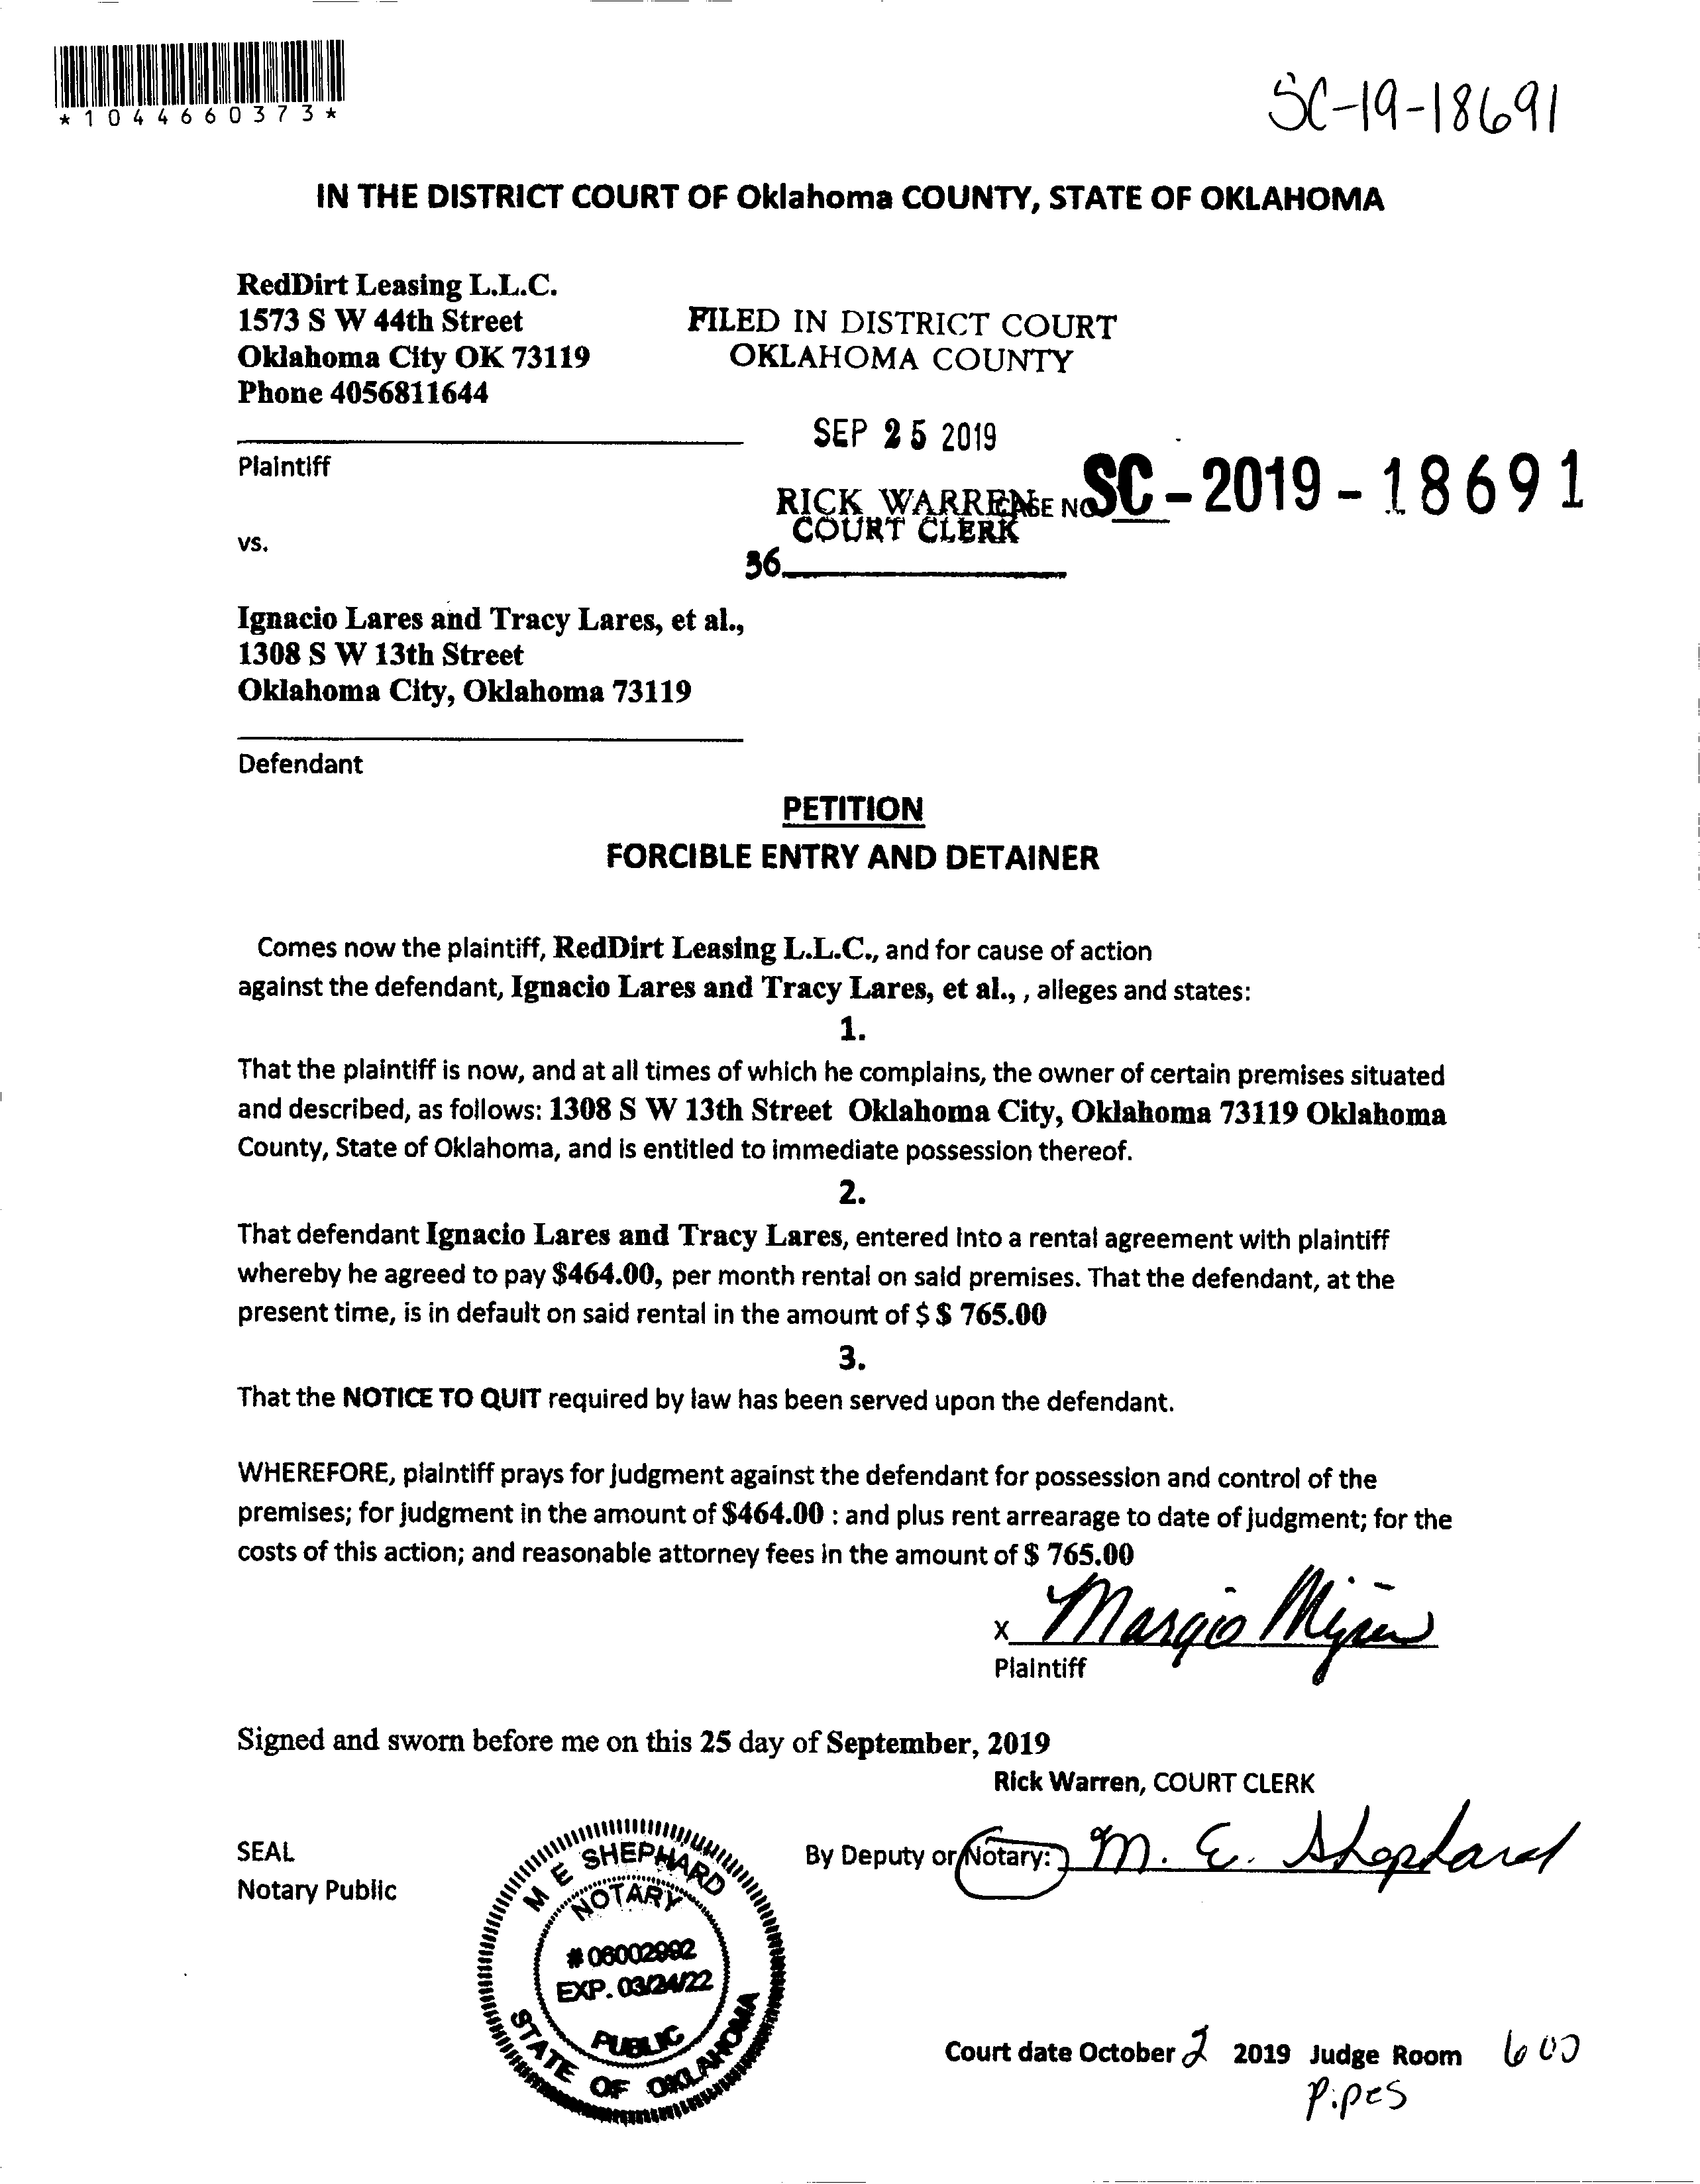 *1044660373*
SC-19-18691
IN THE DISTRICT COURT OF Oklahoma COUNTY, STATE OF OKLAHOMA
RedDirt Leasing L.L.C.
1573 S W 44th Street
Oklahoma City OK 73119
Phone 4056811644
FILED IN DISTRICT COURT
OKLAHOMA COUNTY
SEP 25 2019
Plaintiff
RICK WARREN
COURT CLERK
CASE NO.
SC-2019-18691
vs.
36
Ignacio Lares and Tracy Lares, et al.,
1308 S W 13th Street
Oklahoma City, Oklahoma 73119
Defendant
PETITION
FORCIBLE ENTRY AND DETAINER
Comes now the plaintiff, RedDirt Leasing L.L.C., and for cause of action
against the defendant, Ignacio Lares and Tracy Lares, et al., , alleges and states:
1.
That the plaintiff is now, and at all times of which he complains, the owner of certain premises situated
and described, as follows: 1308 S W 13th Street Oklahoma City, Oklahoma 73119 Oklahoma
County, State of Oklahoma, and is entitled to immediate possession thereof.
2.
That defendant Ignacio Lares and Tracy Lares, entered into a rental agreement with plaintiff
whereby he agreed to pay $464.00, per month rental on said premises. That the defendant, at the
present time, is in default on said rental in the amount of $ $ 765.00
3.
That the NOTICE TO QUIT required by law has been served upon the defendant.
WHEREFORE, plaintiff prays for judgment against the defendant for possession and control of the
premises; for judgment in the amount of $464.00 : and plus rent arrearage to date of judgment; for the
costs of this action; and reasonable attorney fees in the amount of $ 765.00
x Margio
Plaintiff
Signed and sworn before me on this 25 day of September, 2019
Rick Warren, COURT CLERK
SEAL
Notary Public
By Deputy or Notary: M. E. Shephard
M E SHEPHARD
NOTARY
# 06002992
EXP. 03/24/22
PUBLIC
STATE OF OKLAHOMA
Court date October 2 2019 Judge Room 600
Pipes